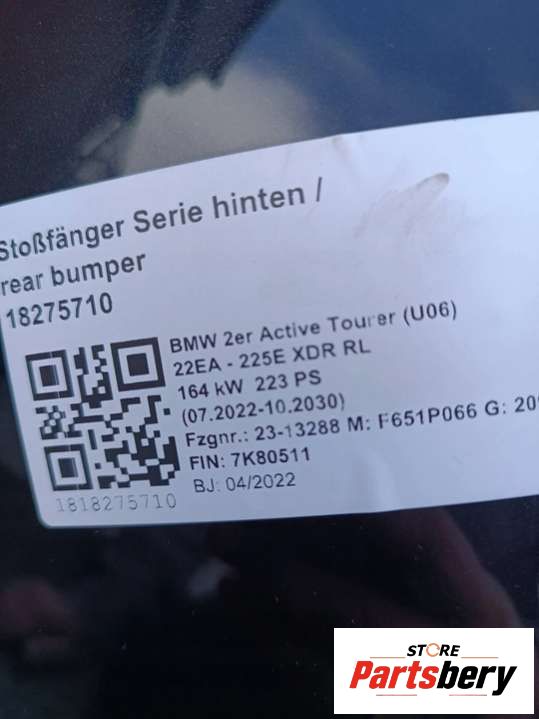 Stoßfänger Serie hinten /
rear bumper
18275710
BMW 2er Active Tourer (U06)
22EA - 225E XDR RL
164 kW 223 PS
(07.2022-10.2030)
Fzgnr.: 23-13288 M: F651P066 G: 20
FIN: 7K80511
BJ: 04/2022
1818275710
STORE
Partsbery